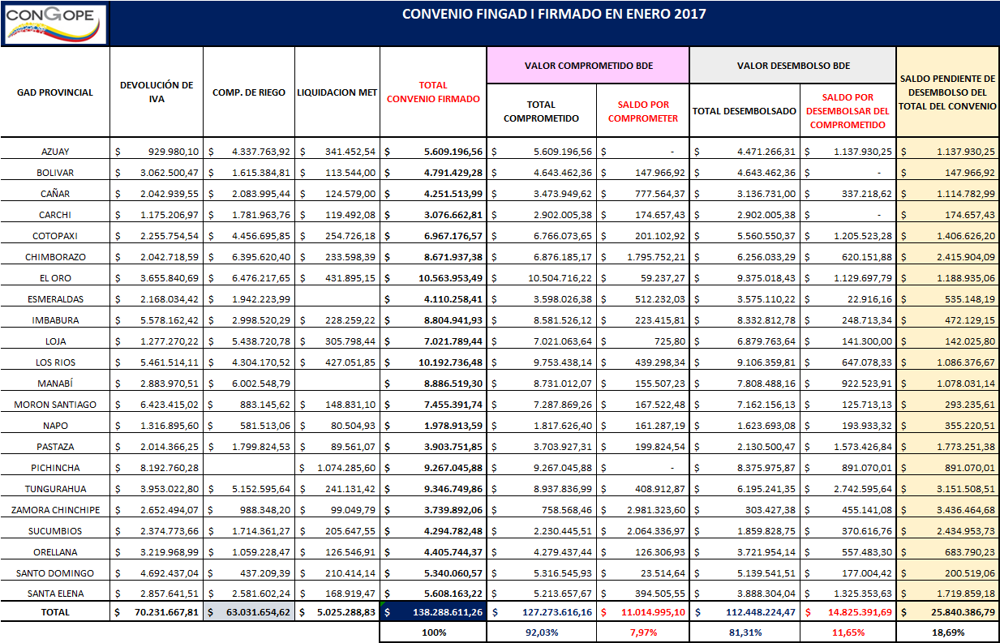 CONGOPE
CONVENIO FINGAD I FIRMADO EN ENERO 2017
GAD PROVINCIAL
DEVOLUCIÓN DE
IVA
COMP. DE RIEGO
LIQUIDACION MET
TOTAL
CONVENIO FIRMADO
VALOR COMPROMETIDO BDE
TOTAL
COMPROMETIDO
SALDO POR
COMPROMETER
VALOR DESEMBOLSO BDE
TOTAL DESEMBOLSADO
SALDO POR
DESEMBOLSAR DEL
COMPROMETIDO
SALDO PENDIENTE DE
DESEMBOLSO DEL
TOTAL DEL CONVENIO
AZUAY $ 929.980,10 $ 4.337.763,92 $ 341.452,54 $ 5.609.196,56 $ 5.609.196,56 $ - $ 4.471.266,31 $ 1.137.930,25 $ 1.137.930,25
BOLIVAR $ 3.062.500,47 $ 1.615.384,81 $ 113.544,00 $ 4.791.429,28 $ 4.643.462,36 $ 147.966,92 $ 4.643.462,36 $ - $ 147.966,92
CAÑAR $ 2.042.939,55 $ 2.083.995,44 $ 124.579,00 $ 4.251.513,99 $ 3.473.949,62 $ 777.564,37 $ 3.136.731,00 $ 337.218,62 $ 1.114.782,99
CARCHI $ 1.175.206,97 $ 1.781.963,76 $ 119.492,08 $ 3.076.662,81 $ 2.902.005,38 $ 174.657,43 $ 2.902.005,38 $ - $ 174.657,43
COTOPAXI $ 2.255.754,54 $ 4.456.695,85 $ 254.726,18 $ 6.967.176,57 $ 6.766.073,65 $ 201.102,92 $ 5.560.550,37 $ 1.205.523,28 $ 1.406.626,20
CHIMBORAZO $ 2.042.718,59 $ 6.395.620,40 $ 233.598,39 $ 8.671.937,38 $ 6.876.185,17 $ 1.795.752,21 $ 6.256.033,29 $ 620.151,88 $ 2.415.904,09
EL ORO $ 3.655.840,69 $ 6.476.217,65 $ 431.895,15 $ 10.563.953,49 $ 10.504.716,22 $ 59.237,27 $ 9.375.018,43 $ 1.129.697,79 $ 1.188.935,06
ESMERALDAS $ 2.168.034,42 $ 1.942.223,99 $ 4.110.258,41 $ 3.598.026,38 $ 512.232,03 $ 3.575.110,22 $ 22.916,16 $ 535.148,19
IMBABURA $ 5.578.162,42 $ 2.998.520,29 $ 228.259,22 $ 8.804.941,93 $ 8.581.526,12 $ 223.415,81 $ 8.332.812,78 $ 248.713,34 $ 472.129,15
LOJA $ 1.277.270,22 $ 5.438.720,78 $ 305.798,44 $ 7.021.789,44 $ 7.021.063,64 $ 725,80 $ 6.879.763,64 $ 141.300,00 $ 142.025,80
LOS RIOS $ 5.461.514,11 $ 4.304.170,52 $ 427.051,85 $ 10.192.736,48 $ 9.753.438,14 $ 439.298,34 $ 9.106.359,81 $ 647.078,33 $ 1.086.376,67
MANABÍ $ 2.883.970,51 $ 6.002.548,79 $ 8.886.519,30 $ 8.731.012,07 $ 155.507,23 $ 7.808.488,16 $ 922.523,91 $ 1.078.031,14
MORON SANTIAGO $ 6.423.415,02 $ 883.145,62 $ 148.831,10 $ 7.455.391,74 $ 7.287.869,26 $ 167.522,48 $ 7.162.156,13 $ 125.713,13 $ 293.235,61
NAPO $ 1.316.895,60 $ 581.513,06 $ 80.504,93 $ 1.978.913,59 $ 1.817.626,40 $ 161.287,19 $ 1.623.693,08 $ 193.933,32 $ 355.220,51
PASTAZA $ 2.014.366,25 $ 1.799.824,53 $ 89.561,07 $ 3.903.751,85 $ 3.703.927,31 $ 199.824,54 $ 2.130.500,47 $ 1.573.426,84 $ 1.773.251,38
PICHINCHA $ 8.192.760,28 $ 1.074.285,60 $ 9.267.045,88 $ 9.267.045,88 $ - $ 8.375.975,87 $ 891.070,01 $ 891.070,01
TUNGURAHUA $ 3.953.022,80 $ 5.152.595,64 $ 241.131,42 $ 9.346.749,86 $ 8.937.836,99 $ 408.912,87 $ 6.195.241,35 $ 2.742.595,64 $ 3.151.508,51
ZAMORA CHINCHIPE $ 2.652.494,07 $ 988.348,20 $ 99.049,79 $ 3.739.892,06 $ 758.568,46 $ 2.981.323,60 $ 303.427,38 $ 455.141,08 $ 3.436.464,68
SUCUMBIOS $ 2.374.773,66 $ 1.714.361,27 $ 205.647,55 $ 4.294.782,48 $ 2.230.445,51 $ 2.064.336,97 $ 1.859.828,75 $ 370.616,76 $ 2.434.953,73
ORELLANA $ 3.219.968,99 $ 1.059.228,47 $ 126.546,91 $ 4.405.744,37 $ 4.279.437,44 $ 126.306,93 $ 3.721.954,14 $ 557.483,30 $ 683.790,23
SANTO DOMINGO $ 4.692.437,04 $ 437.209,39 $ 210.414,14 $ 5.340.060,57 $ 5.316.545,93 $ 23.514,64 $ 5.139.541,51 $ 177.004,42 $ 200.519,06
SANTA ELENA $ 2.857.641,51 $ 2.581.602,24 $ 168.919,47 $ 5.608.163,22 $ 5.213.657,67 $ 394.505,55 $ 3.888.304,04 $ 1.325.353,63 $ 1.719.859,18
TOTAL $ 70.231.667,81 $ 63.031.654,62 $ 5.025.288,83 $ 138.288.611,26 $ 127.273.616,16 $ 11.014.995,10 $ 112.448.224,47 $ 14.825.391,69 $ 25.840.386,79
100% 92,03% 7,97% 81,31% 11,65% 18,69%